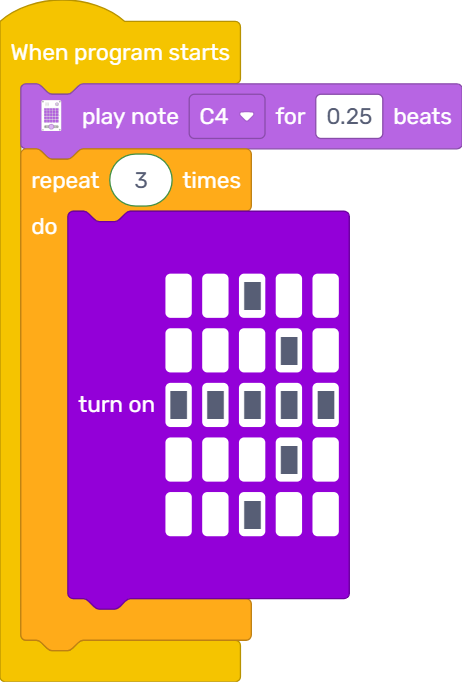 When program starts
play note C4 for 0.25 beats
repeat 3 times
do
turn on